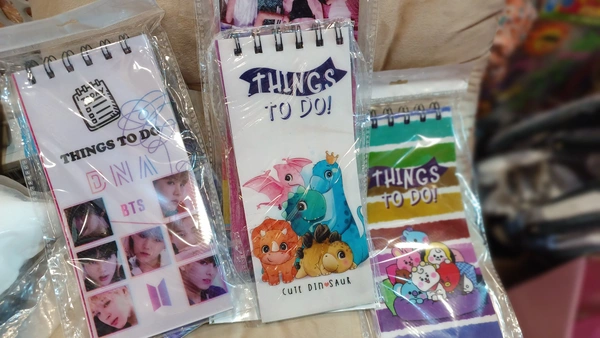 THINGS TO DO
DNA
BTS
THINGS
TO DO!
CUTE DINOSAUR
THINGS
TO DO!